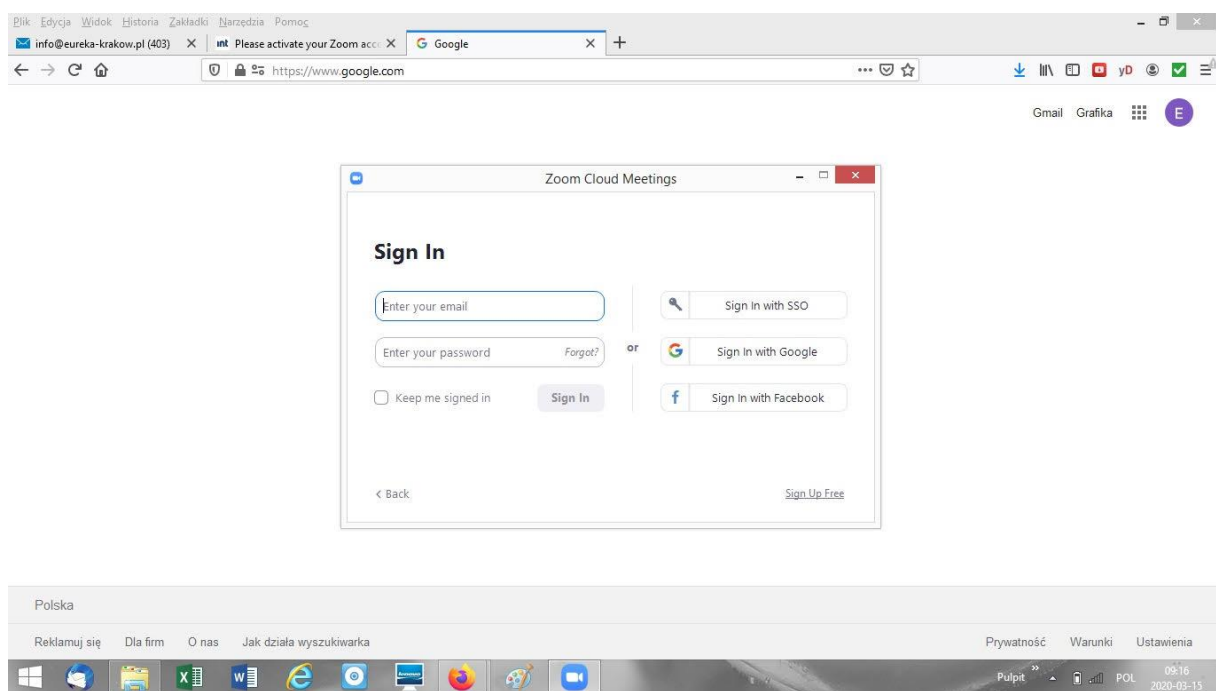 Plik Edycja Widok Historia Zakładki Narzędzia Pomoc
info@eureka-krakow.pl (403) int Please activate your Zoom acc G Google
https://www.google.com
yD
Gmail Grafika E
Zoom Cloud Meetings
Sign In
Enter your email
Sign In with SSO
Enter your password Forgot? or G Sign In with Google
Keep me signed in Sign In f Sign In with Facebook
< Back Sign Up Free
Polska
Reklamuj się Dla firm O nas Jak działa wyszukiwarka Prywatność Warunki Ustawienia
Pulpit POL 09:16
2020-03-15